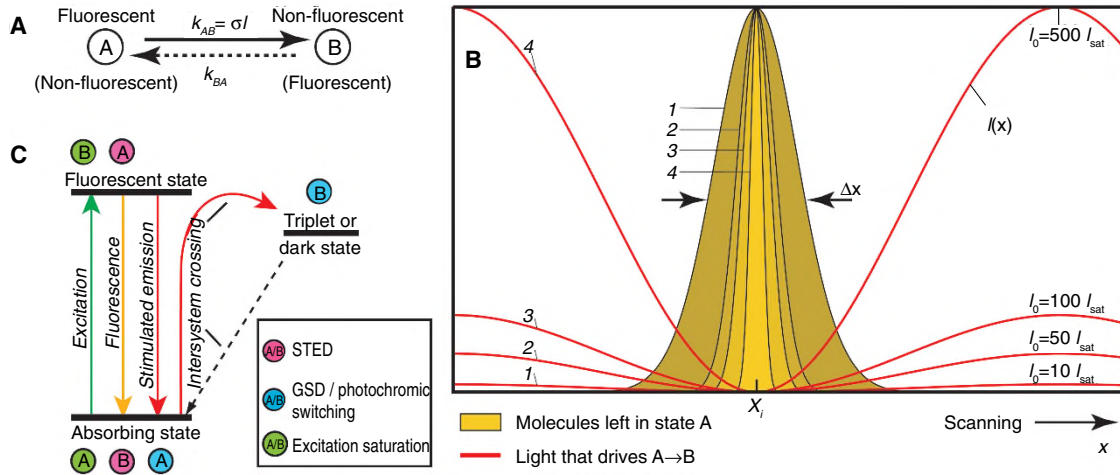 A
Fluorescent
A
(Non-fluorescent)
k_AB = σI
k_BA
Non-fluorescent
B
(Fluorescent)
B
4
3
2
1
1
2
3
4
Δx
I_0=500 I_sat
I(x)
I_0=100 I_sat
I_0=50 I_sat
I_0=10 I_sat
X_i
Molecules left in state A
Light that drives A→B
Scanning
x
C
B
A
Fluorescent state
B
Triplet or
dark state
Excitation
Fluorescence
Stimulated emission
Intersystem crossing
Absorbing state
A
B
A
A/B STED
A/B GSD / photochromic
switching
A/B Excitation saturation